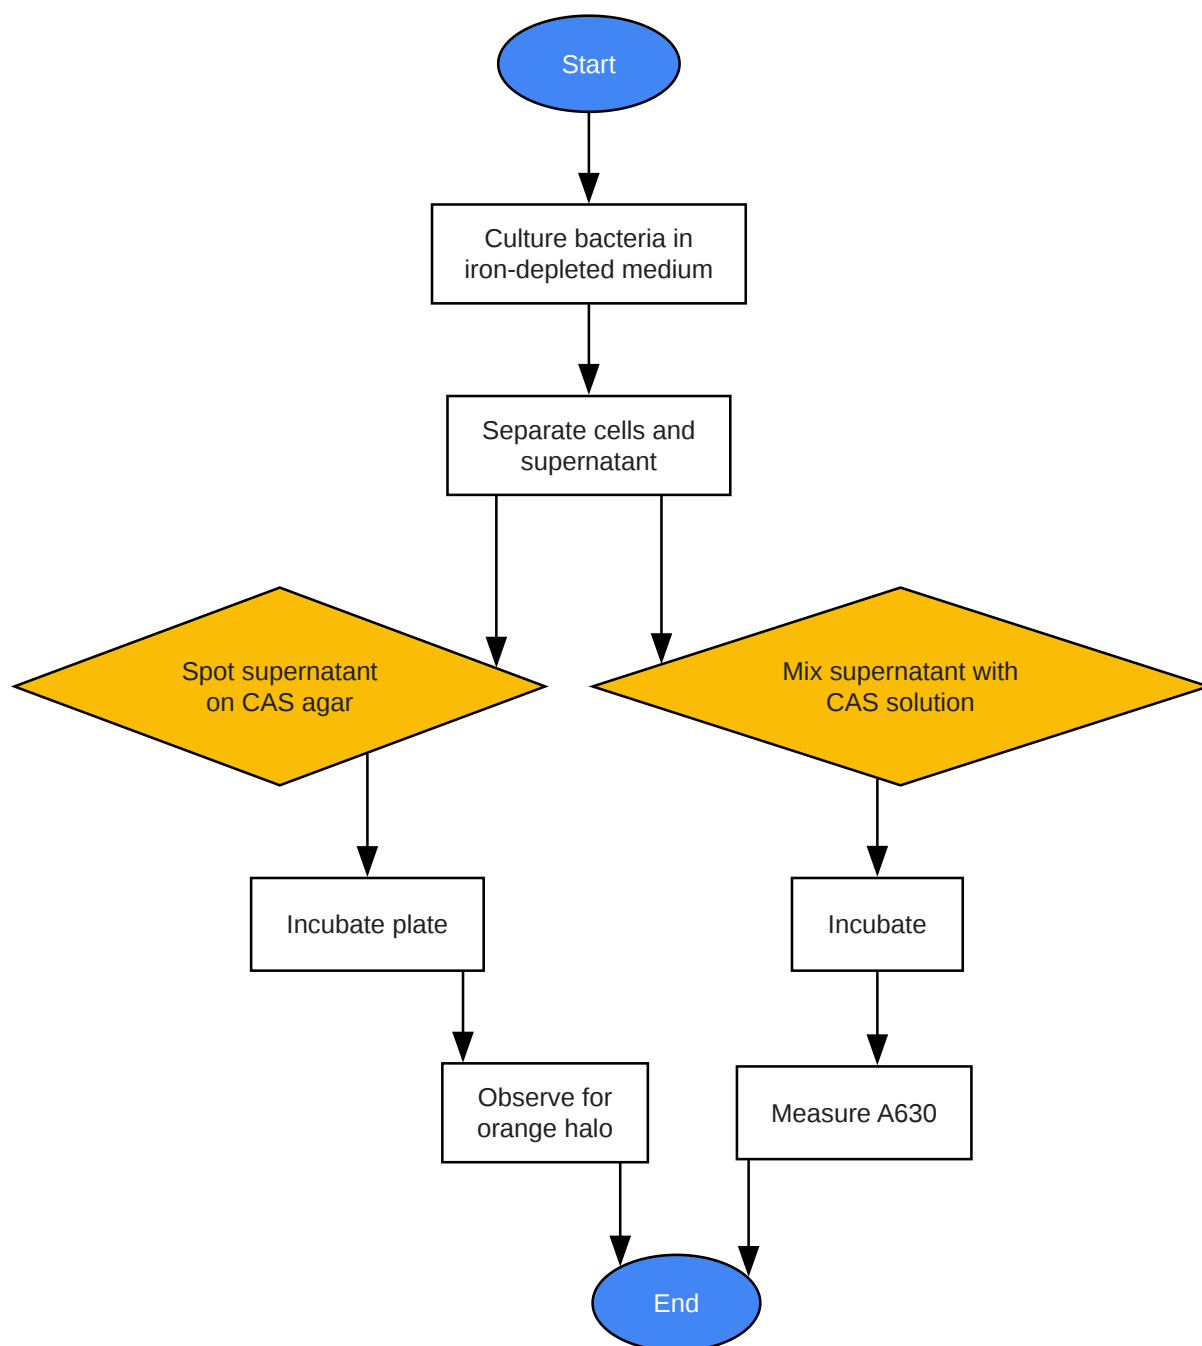 Start
Culture bacteria in
iron-depleted medium
Separate cells and
supernatant
Spot supernatant
on CAS agar
Mix supernatant with
CAS solution
Incubate plate
Incubate
Observe for
orange halo
Measure A630
End